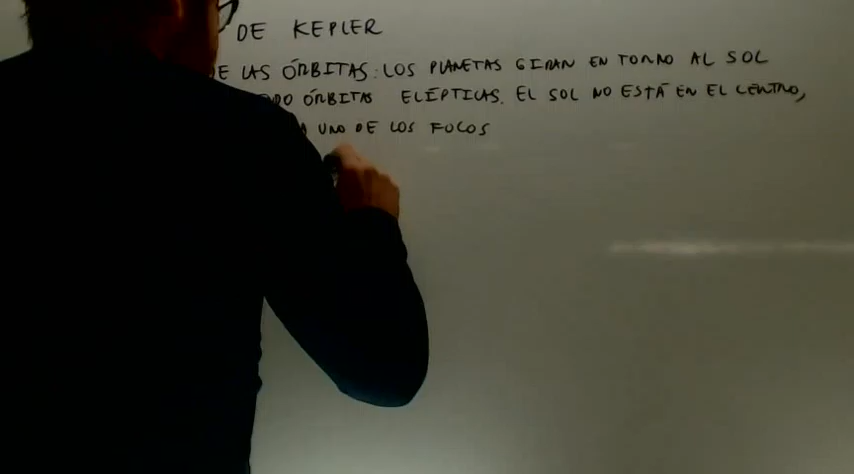 DE KEPLER
E LAS ÓRBITAS: LOS PLANETAS GIRAN EN TORNO AL SOL
DO ÓRBITAS ELÍPTICAS. EL SOL NO ESTÁ EN EL CENTRO,
A UNO DE LOS FOCOS